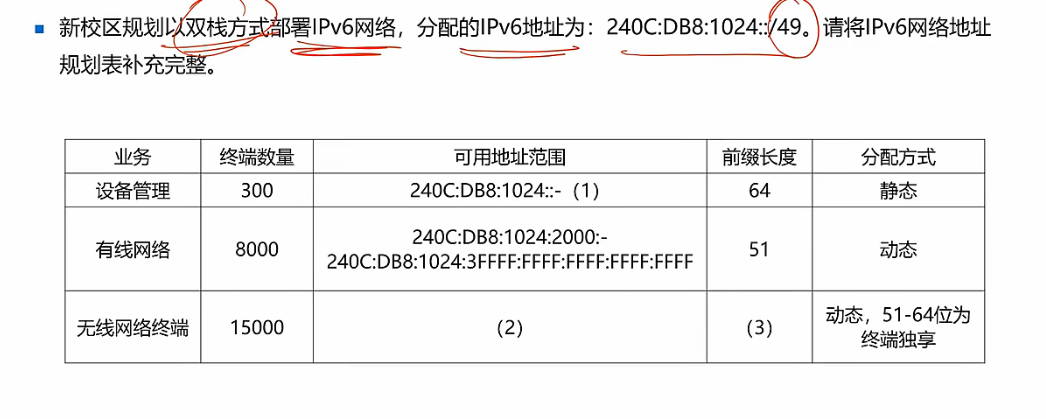 新校区规划以双栈方式部署IPv6网络，分配的IPv6地址为：240C:DB8:1024::/49。请将IPv6网络地址
规划表补充完整。
业务 终端数量 可用地址范围 前缀长度 分配方式
设备管理 300 240C:DB8:1024::-（1） 64 静态
有线网络 8000 240C:DB8:1024:2000:-
240C:DB8:1024:3FFFF:FFFF:FFFF:FFFF:FFFF 51 动态
无线网络终端 15000 （2） （3） 动态，51-64位为
终端独享